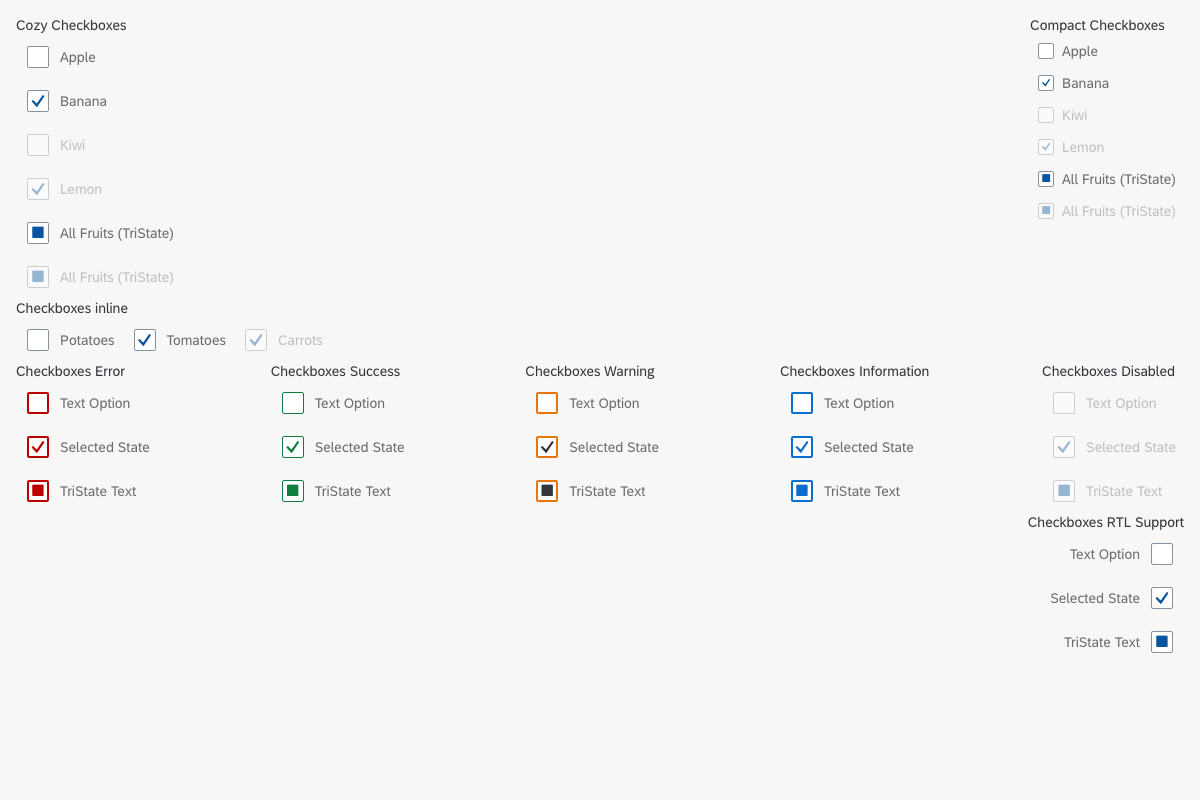 Cozy Checkboxes
Apple
Banana
Kiwi
Lemon
All Fruits (TriState)
All Fruits (TriState)
Compact Checkboxes
Apple
Banana
Kiwi
Lemon
All Fruits (TriState)
All Fruits (TriState)
Checkboxes inline
Potatoes Tomatoes Carrots
Checkboxes Error
Text Option
Selected State
TriState Text
Checkboxes Success
Text Option
Selected State
TriState Text
Checkboxes Warning
Text Option
Selected State
TriState Text
Checkboxes Information
Text Option
Selected State
TriState Text
Checkboxes Disabled
Text Option
Selected State
TriState Text
Checkboxes RTL Support
Text Option
Selected State
TriState Text